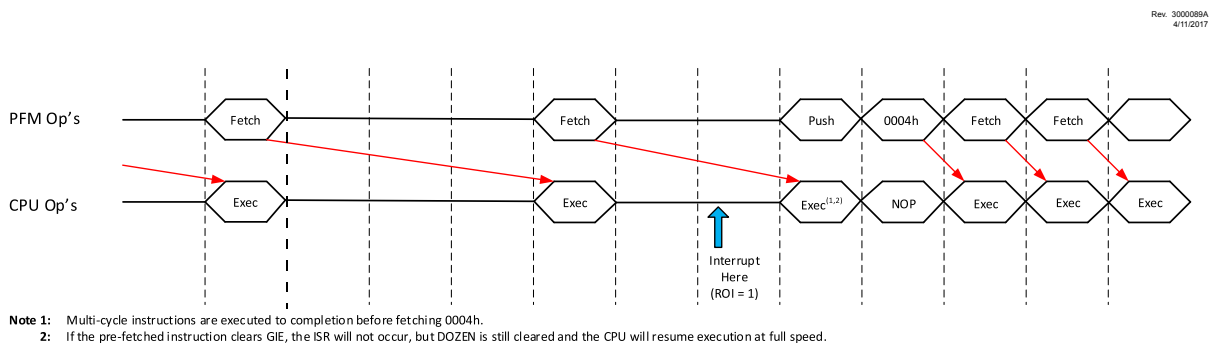 Rev. 3000089A
4/11/2017
PFM Op's
Fetch
Fetch
Push
0004h
Fetch
Fetch
CPU Op's
Exec
Exec
Exec(1,2)
NOP
Exec
Exec
Exec
Interrupt
Here
(ROI = 1)
Note 1: Multi-cycle instructions are executed to completion before fetching 0004h.
2: If the pre-fetched instruction clears GIE, the ISR will not occur, but DOZEN is still cleared and the CPU will resume execution at full speed.